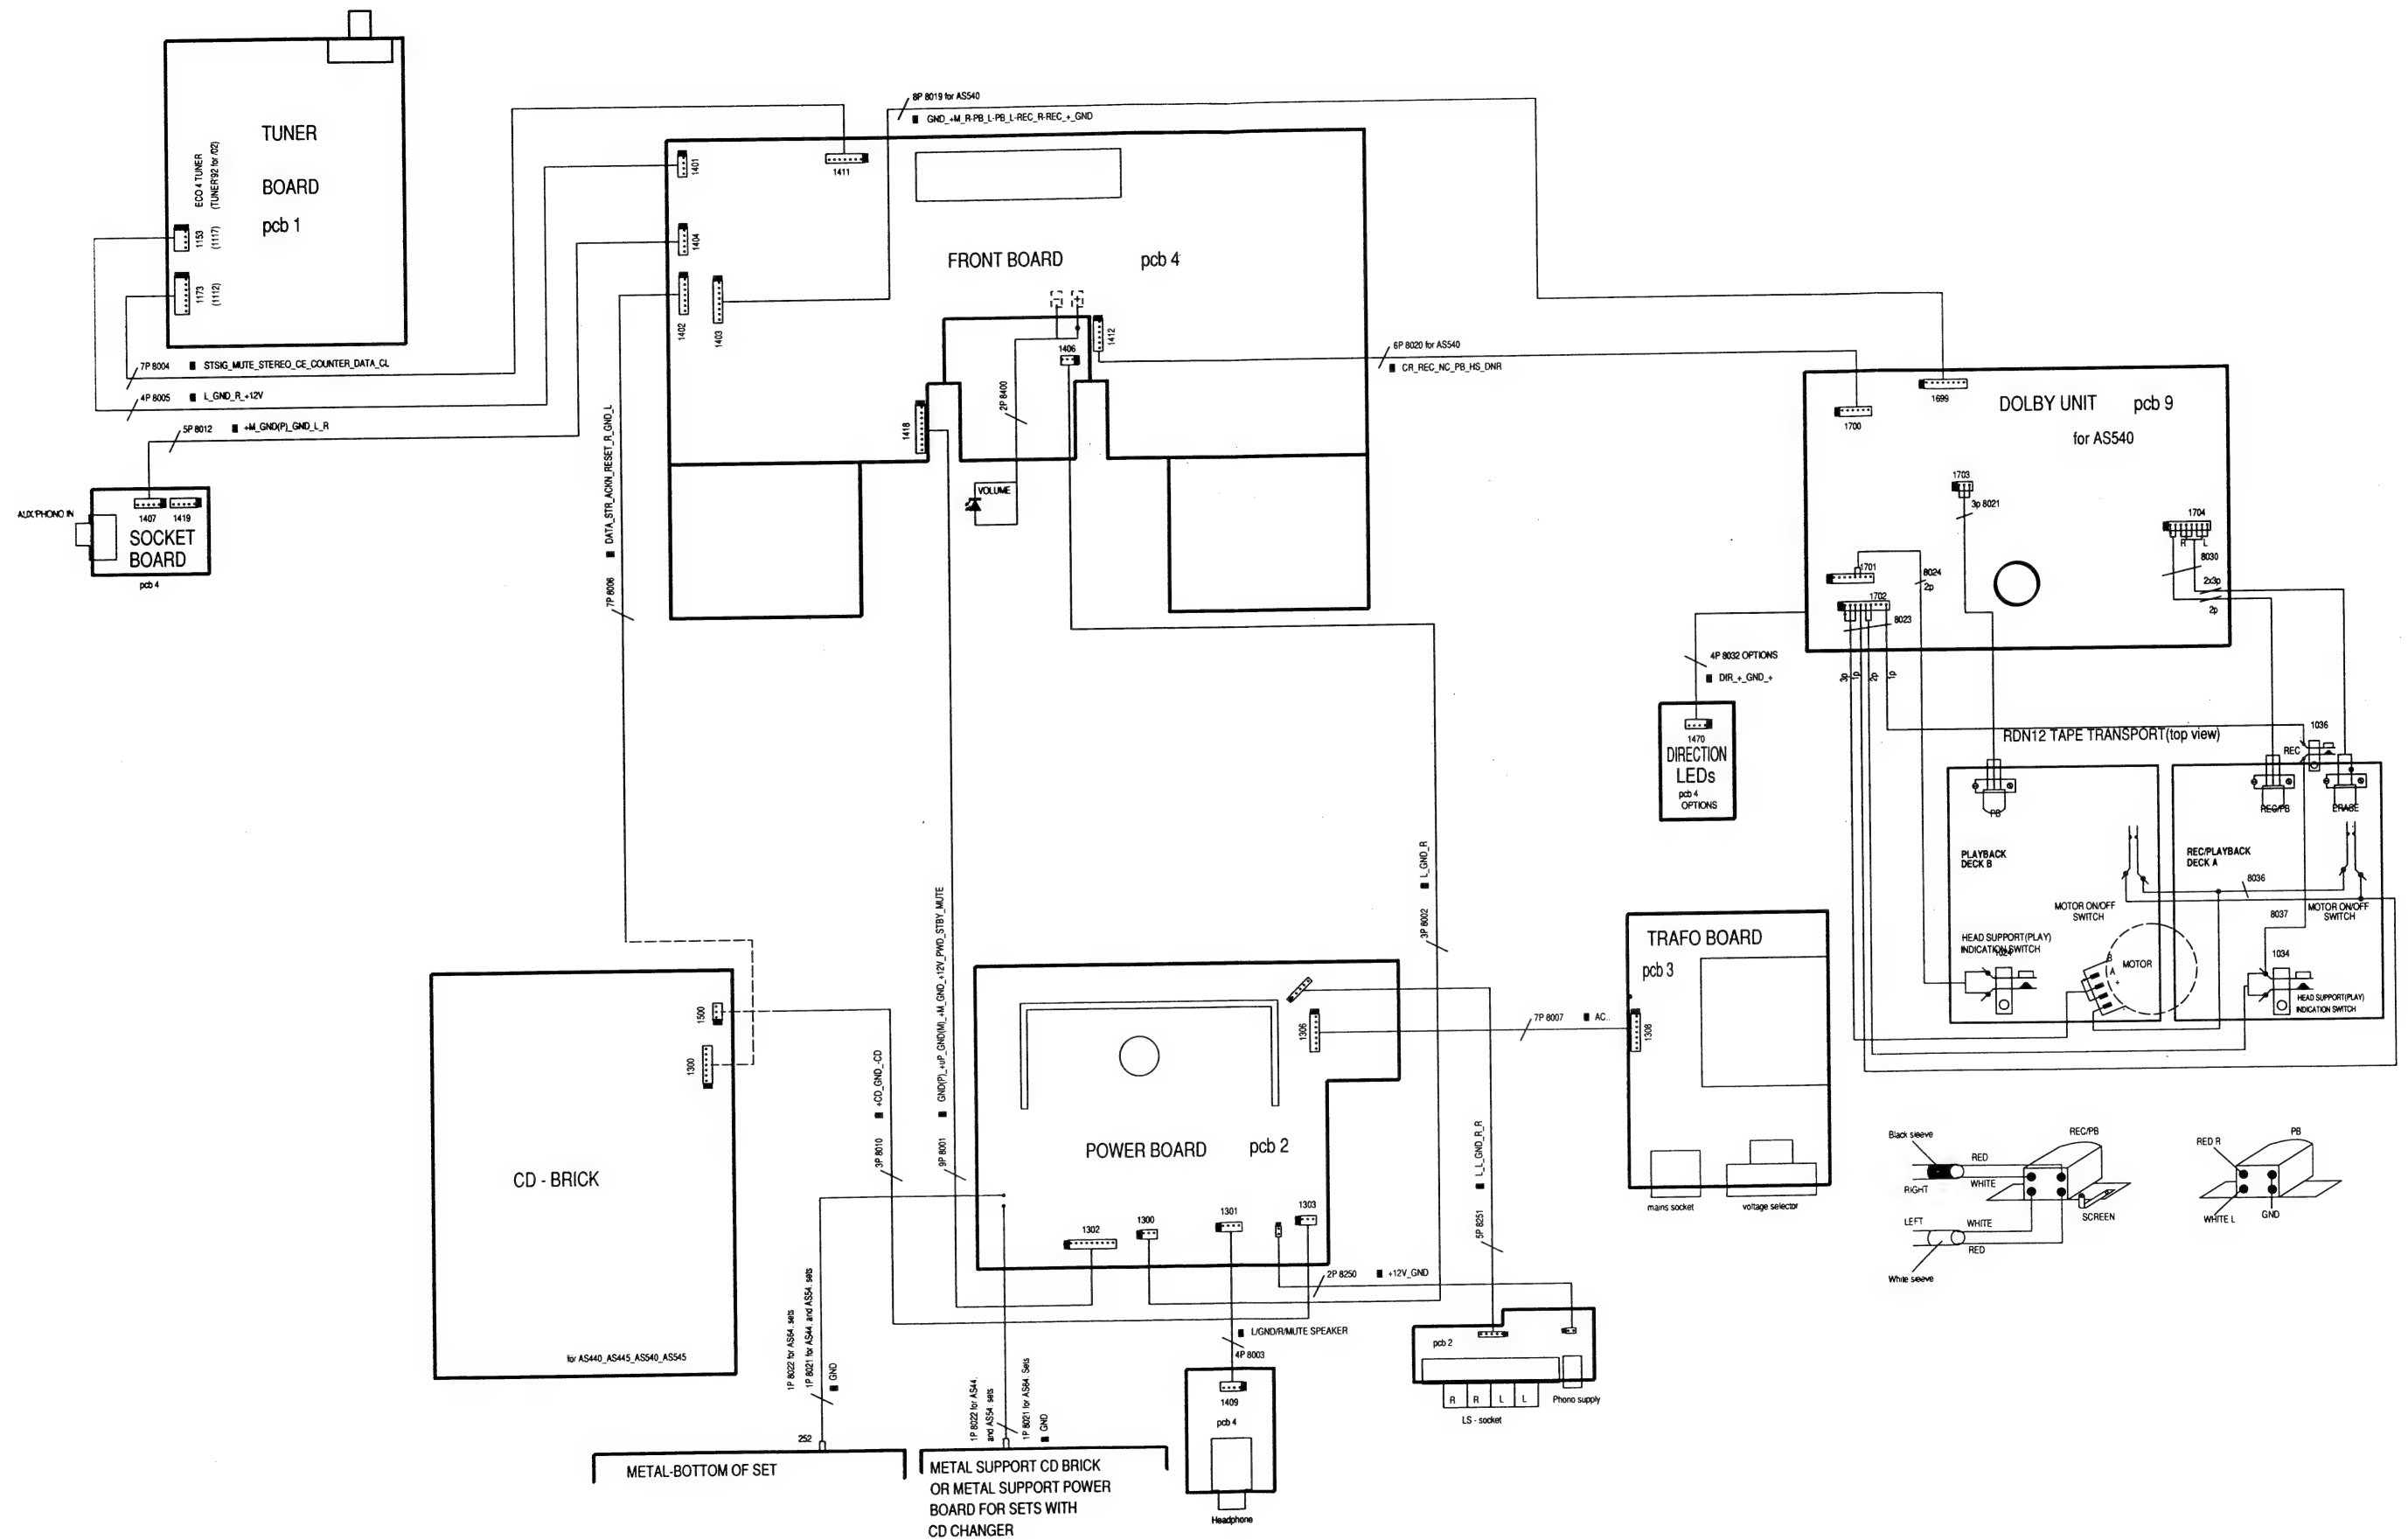 TUNER
BOARD
pcb 1
ECO 4 TUNER
(TUNER'92 for /02)
1153
(1117)
1173
(1112)
7P 8004 ■ STSIG_MUTE_STEREO_CE_COUNTER_DATA_CL
4P 8005 ■ L_GND_R_+12V
5P 8012 ■ +M_GND(P)_GND_L_R
AUX/PHONO IN
1407
1419
SOCKET
BOARD
pcb 4
8P 8019 for AS540
■ GND_+M_R-PB_L-PB_L-REC_R-REC_+_GND
1401
1411
1404
1402
1403
FRONT BOARD pcb 4
1406
1412
1418
2P 8400
VOLUME
7P 8006 ■ DATA_STR_ACKN_RESET_R_GND_L
6P 8020 for AS540
■ CR_REC_NC_PB_HS_DNR
DOLBY UNIT pcb 9
for AS540
1699
1700
1703
3p 8021
1704
R L
8030
2x3p
2p
1701
8024
2p
1702
8023
3p
1p
2p
1p
4P 8032 OPTIONS
■ DIR_+_GND_+
1470
DIRECTION
LEDs
pcb 4
OPTIONS
RDN12 TAPE TRANSPORT(top view)
1036
REC
PB
REC/PB
ERASE
PLAYBACK
DECK B
REC/PLAYBACK
DECK A
8036
MOTOR ON/OFF
SWITCH
8037
MOTOR ON/OFF
SWITCH
HEAD SUPPORT(PLAY)
INDICATION SWITCH
1024
B
A
+
MOTOR
1034
HEAD SUPPORT(PLAY)
INDICATION SWITCH
CD - BRICK
1500
1300
for AS440_AS445_AS540_AS545
3P 8010 ■ +CD_GND_-CD
9P 8001 ■ GND(P)_+uP_GND(M)_+M_GND_+12V_PWD_STBY_MUTE
3P 8002 ■ L_GND_R
POWER BOARD pcb 2
1306
1302
1300
1301
1303
7P 8007 ■ AC..
TRAFO BOARD
pcb 3
1308
mains socket
voltage selector
5P 8251 ■ L_L_GND_R_R
2P 8250 ■ +12V_GND
■ L/GND/R/MUTE SPEAKER
4P 8003
1409
pcb 4
Headphone
pcb 2
R R L L
LS - socket
Phono supply
1P 8022 for AS64. sets
1P 8021 for AS44. and AS54. sets
■ GND
252
METAL-BOTTOM OF SET
1P 8022 for AS44.
and AS54. sets
1P 8021 for AS64. Sets
■ GND
METAL SUPPORT CD BRICK
OR METAL SUPPORT POWER
BOARD FOR SETS WITH
CD CHANGER
Black sleeve
RED
WHITE
RIGHT
LEFT
WHITE
RED
White sleeve
REC/PB
SCREEN
RED R
PB
WHITE L
GND